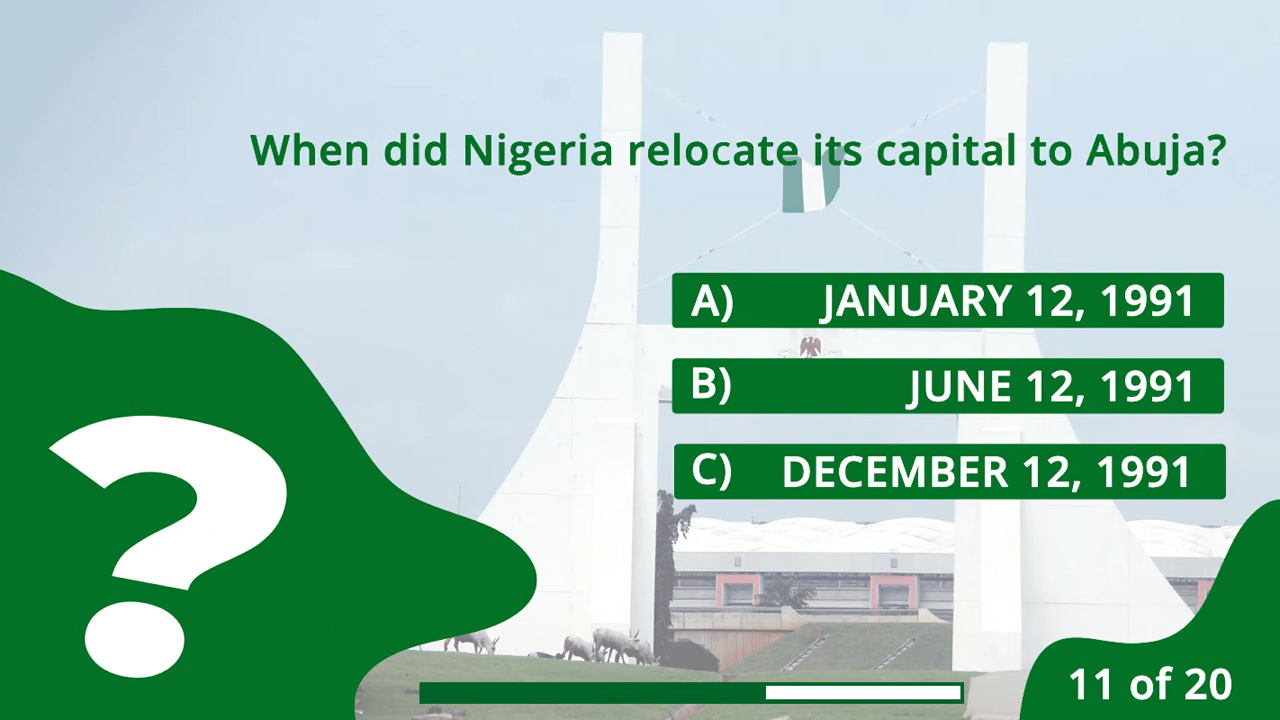 When did Nigeria relocate its capital to Abuja?
A) JANUARY 12, 1991
B) JUNE 12, 1991
C) DECEMBER 12, 1991
?
11 of 20